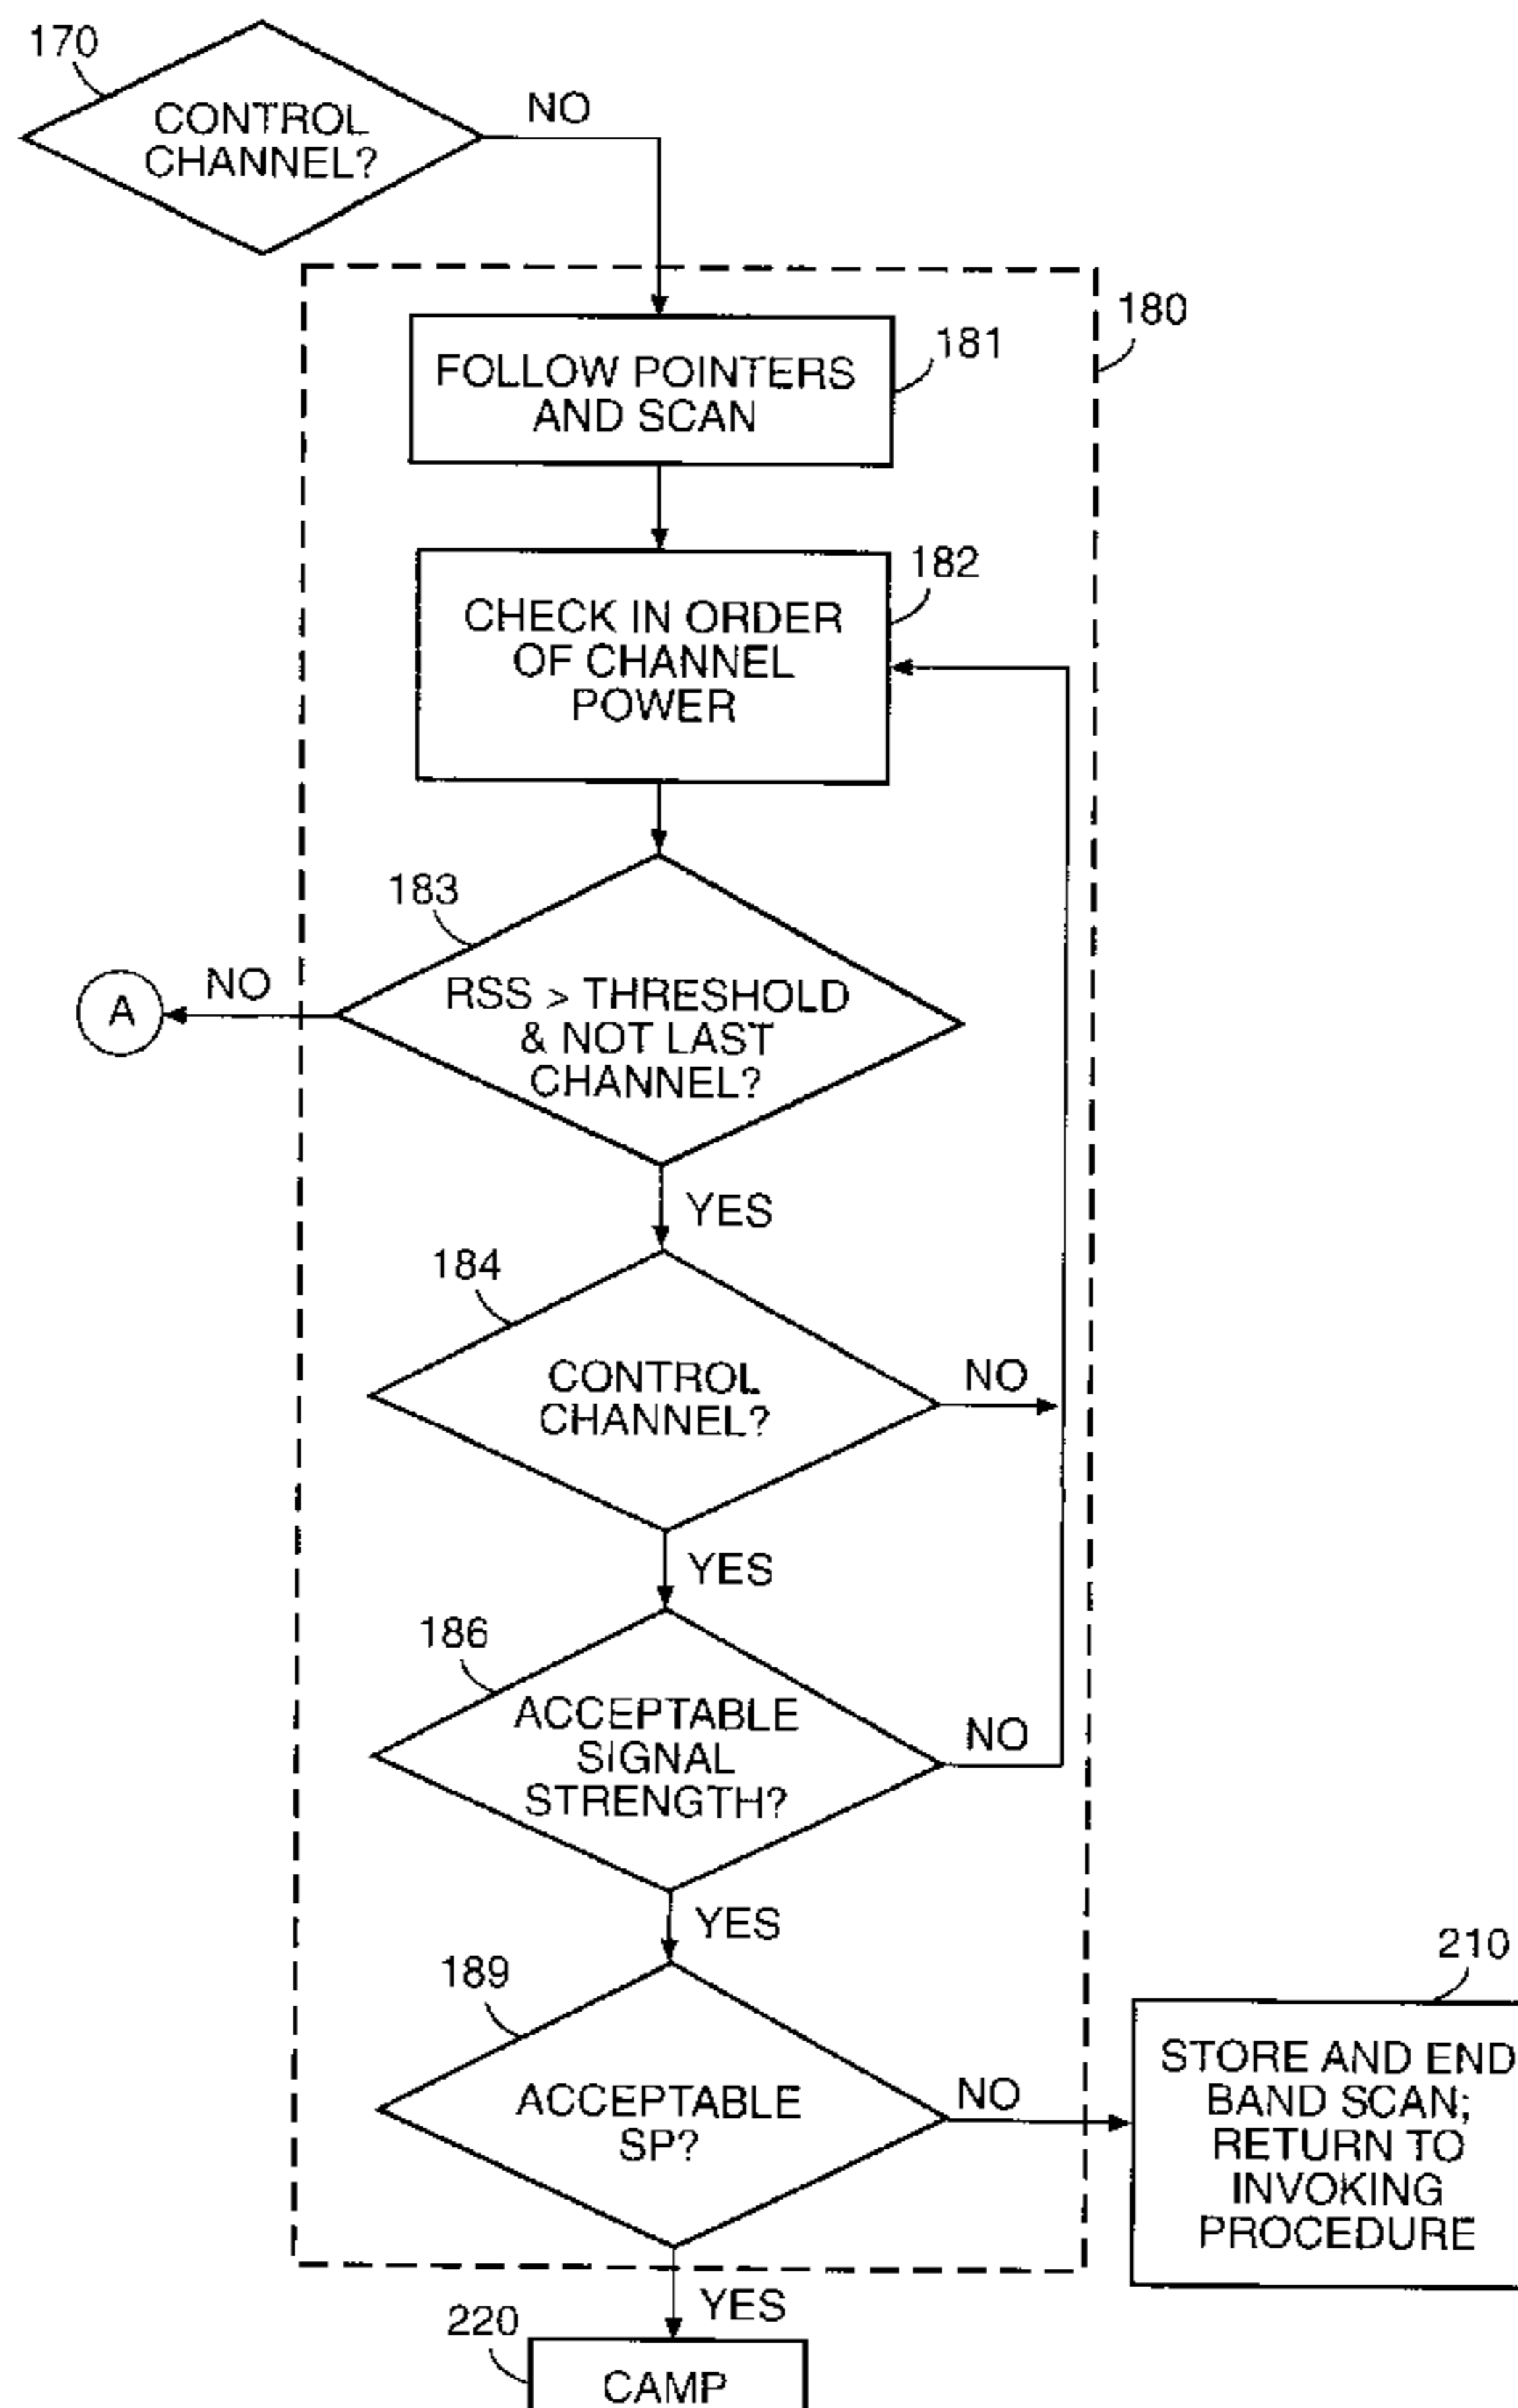 170
CONTROL
CHANNEL?
NO
180
181
FOLLOW POINTERS
AND SCAN
182
CHECK IN ORDER
OF CHANNEL
POWER
183
A
NO
RSS > THRESHOLD
& NOT LAST
CHANNEL?
YES
184
CONTROL
CHANNEL?
NO
YES
186
ACCEPTABLE
SIGNAL
STRENGTH?
NO
YES
189
ACCEPTABLE
SP?
NO
210
STORE AND END
BAND SCAN;
RETURN TO
INVOKING
PROCEDURE
YES
220
CAMP